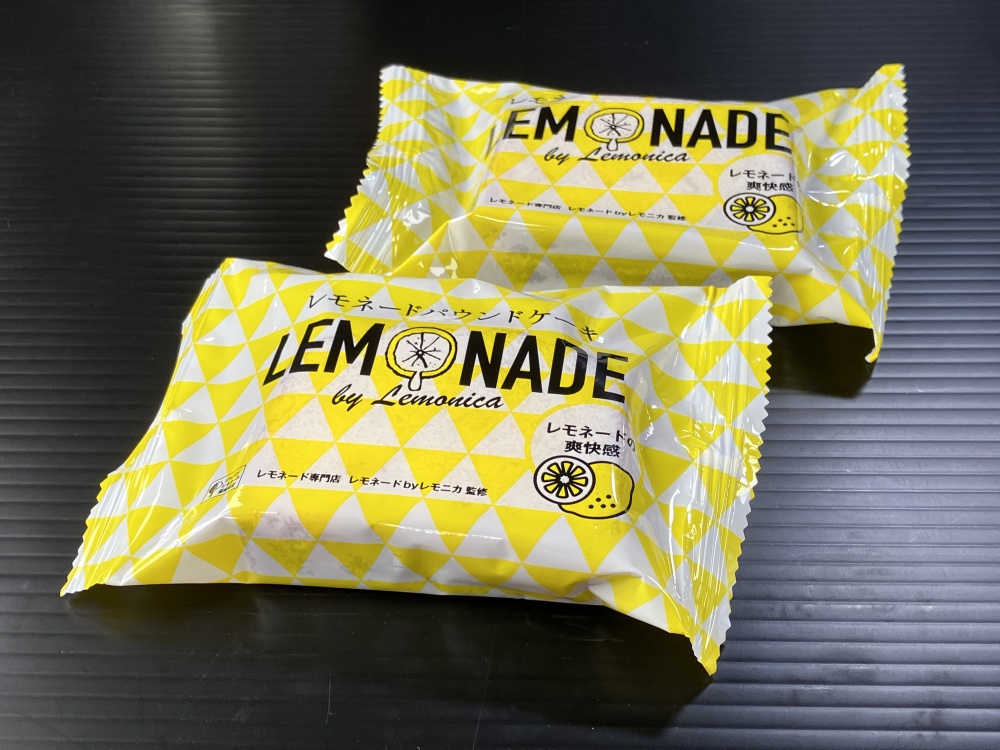 レモネ
LEMONADE
by Lemonica
レモネード
爽快感
レモネード専門店 レモネードbyレモニカ 監修
レモネードパウンドケーキ
LEMONADE
by Lemonica
レモネードの
爽快感
レモネード専門店 レモネードbyレモニカ 監修